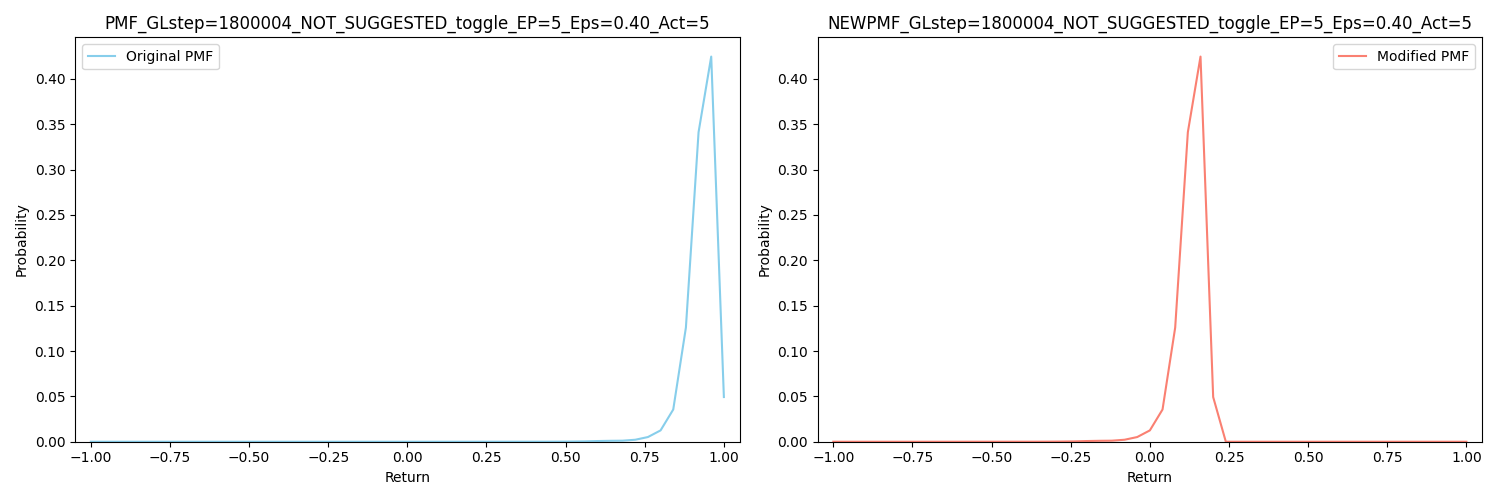 PMF_GLstep=1800004_NOT_SUGGESTED_toggle_EP=5_Eps=0.40_Act=5
Original PMF
Probability
0.40
0.35
0.30
0.25
0.20
0.15
0.10
0.05
0.00
−1.00 −0.75 −0.50 −0.25 0.00 0.25 0.50 0.75 1.00
Return
NEWPMF_GLstep=1800004_NOT_SUGGESTED_toggle_EP=5_Eps=0.40_Act=5
Modified PMF
Probability
0.40
0.35
0.30
0.25
0.20
0.15
0.10
0.05
0.00
−1.00 −0.75 −0.50 −0.25 0.00 0.25 0.50 0.75 1.00
Return